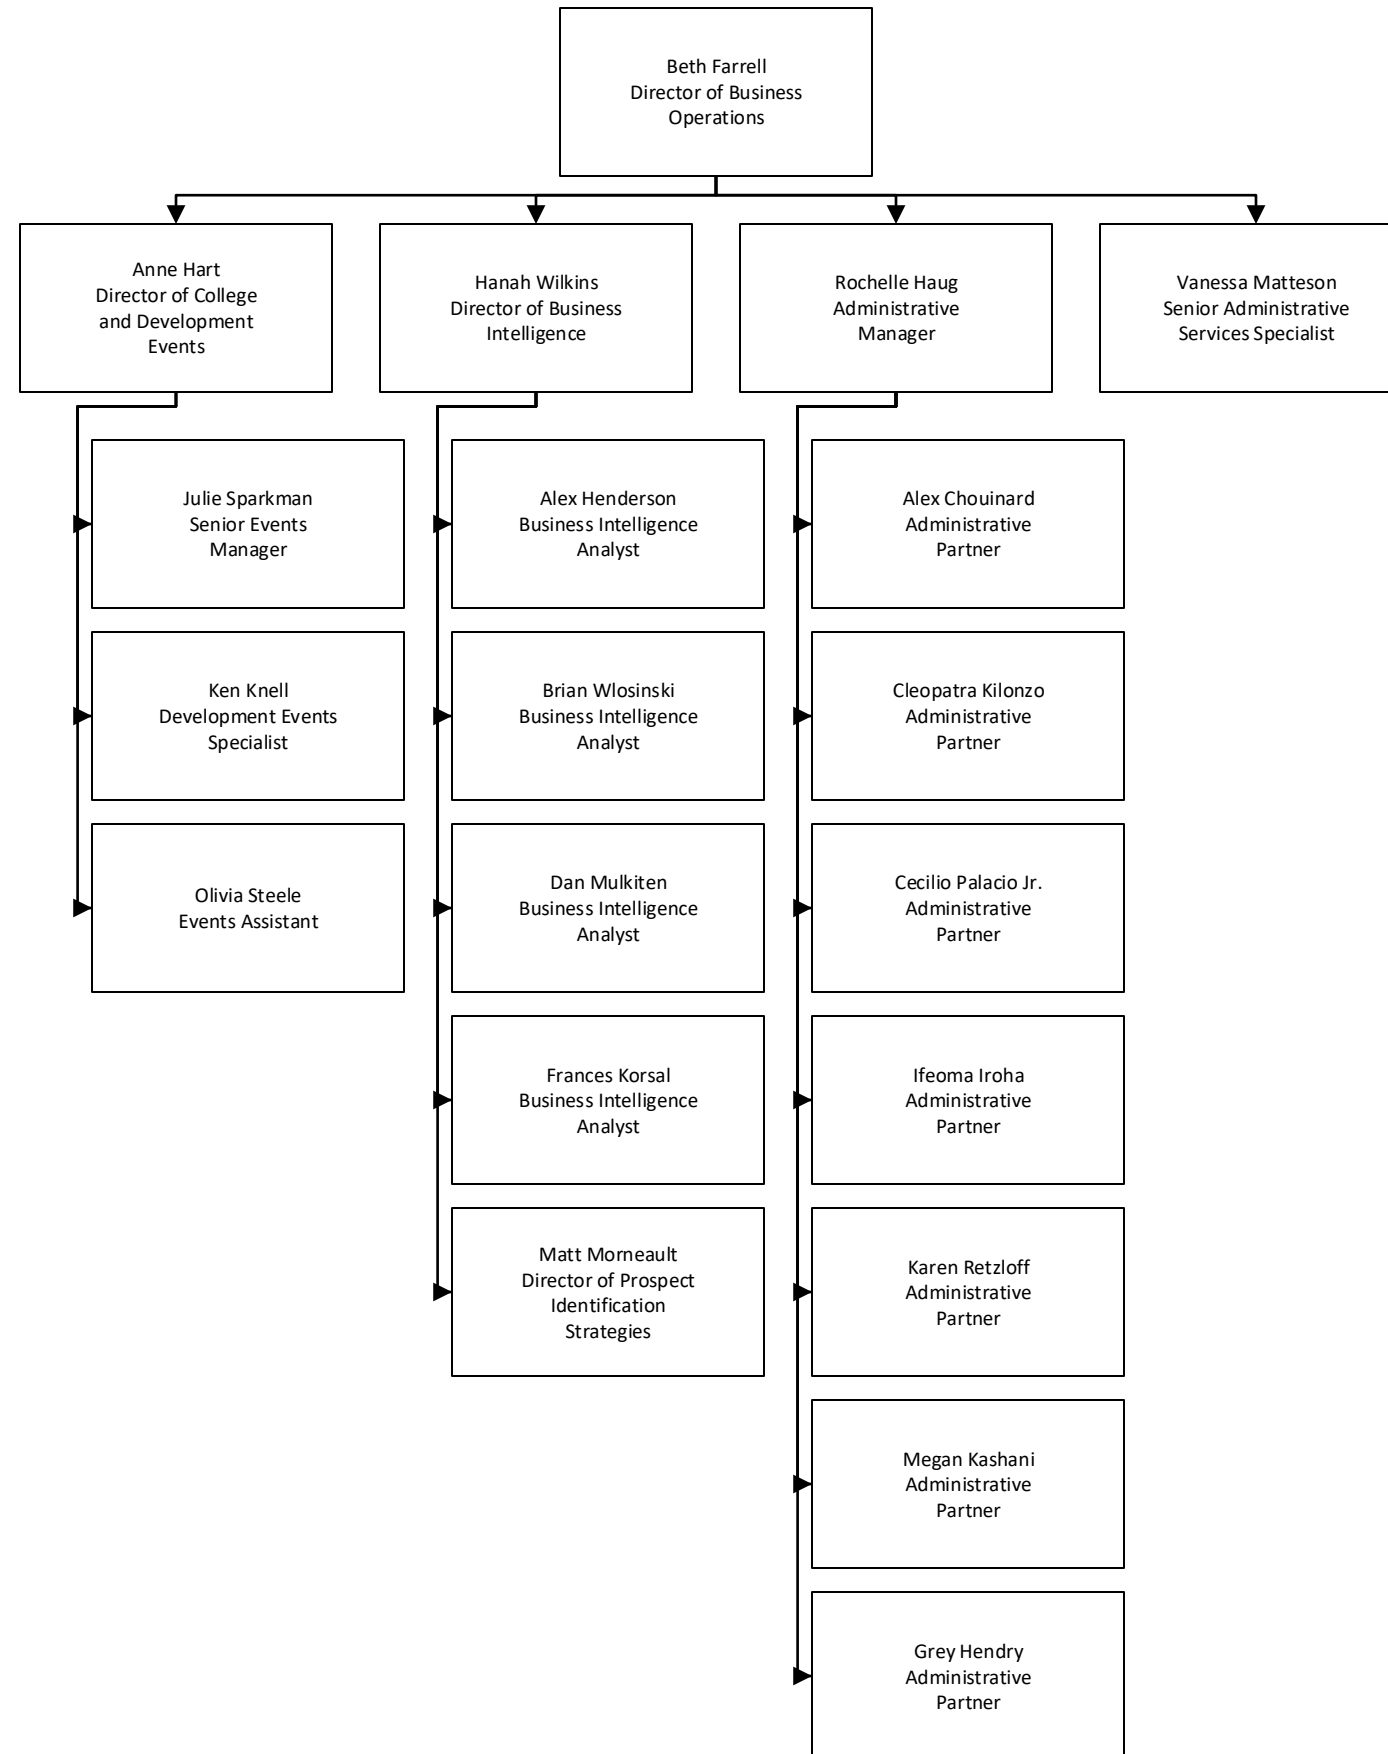 Beth Farrell
Director of Business
Operations
Anne Hart
Director of College
and Development
Events
Hanah Wilkins
Director of Business
Intelligence
Rochelle Haug
Administrative
Manager
Vanessa Matteson
Senior Administrative
Services Specialist
Julie Sparkman
Senior Events
Manager
Ken Knell
Development Events
Specialist
Olivia Steele
Events Assistant
Alex Henderson
Business Intelligence
Analyst
Brian Wlosinski
Business Intelligence
Analyst
Dan Mulkiten
Business Intelligence
Analyst
Frances Korsal
Business Intelligence
Analyst
Matt Morneault
Director of Prospect
Identification
Strategies
Alex Chouinard
Administrative
Partner
Cleopatra Kilonzo
Administrative
Partner
Cecilio Palacio Jr.
Administrative
Partner
Ifeoma Iroha
Administrative
Partner
Karen Retzloff
Administrative
Partner
Megan Kashani
Administrative
Partner
Grey Hendry
Administrative
Partner